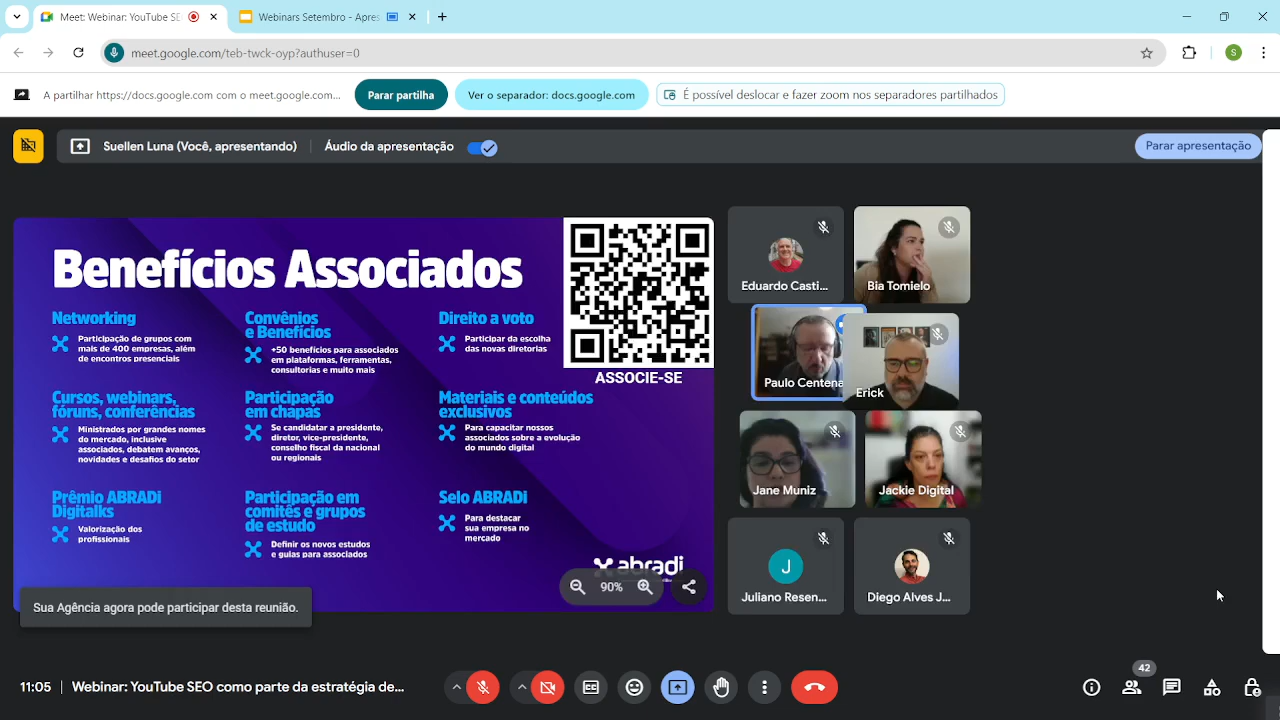 Meet: Webinar: YouTube SE
Webinars Setembro - Apres
meet.google.com/teb-twck-oyp?authuser=0
S
A partilhar https://docs.google.com com o meet.google.com...
Parar partilha
Ver o separador: docs.google.com
É possível deslocar e fazer zoom nos separadores partilhados
Suellen Luna (Você, apresentando)
Áudio da apresentação
Parar apresentação
Benefícios Associados
Networking
Participação de grupos com
mais de 400 empresas, além
de encontros presenciais
Convênios
e Benefícios
+50 benefícios para associados
em plataformas, ferramentas,
consultorias e muito mais
Direito a voto
Participar da escolha
das novas diretorias
ASSOCIE-SE
Cursos, webinars,
fóruns, conferências
Ministrados por grandes nomes
do mercado, inclusive
associados, debatem avanços,
novidades e desafios do setor
Participação
em chapas
Se candidatar a presidente,
diretor, vice-presidente,
conselho fiscal da nacional
ou regionais
Materiais e conteúdos
exclusivos
Para capacitar nossos
associados sobre a evolução
do mundo digital
Prêmio ABRADi
Digitalks
Valorização dos
profissionais
Participação em
comitês e grupos
de estudo
Definir os novos estudos
e guias para associados
Selo ABRADi
Para destacar
sua empresa no
mercado
abradi
90%
Sua Agência agora pode participar desta reunião.
Eduardo Casti...
Bia Tomielo
Paulo Centena
Erick
Jane Muniz
Jackie Digital
J
Juliano Resen...
Diego Alves J...
11:05
Webinar: YouTube SEO como parte da estratégia de...
42